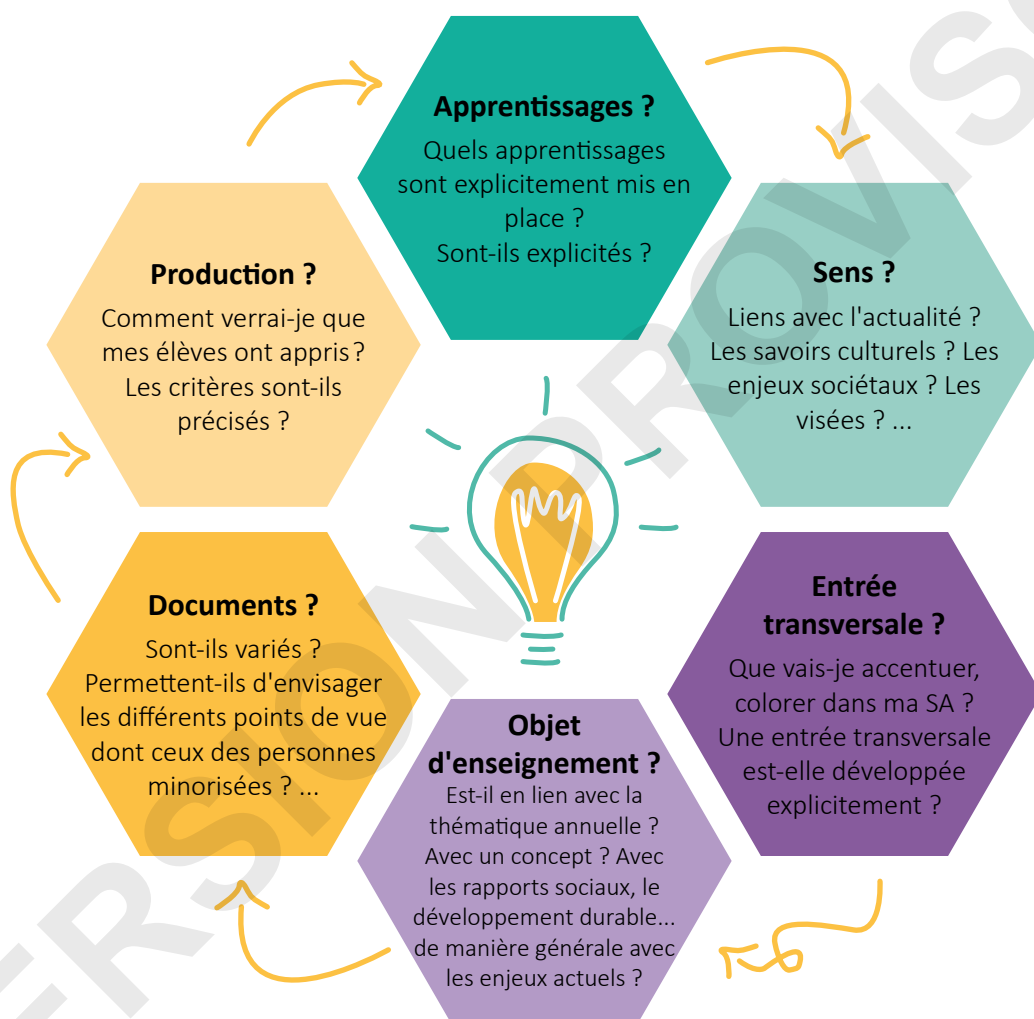 Apprentissages ?
Quels apprentissages
sont explicitement mis en
place ?
Sont-ils explicités ?
Sens ?
Liens avec l'actualité ?
Les savoirs culturels ? Les
enjeux sociétaux ? Les
visées ? ...
Entrée
transversale ?
Que vais-je accentuer,
colorer dans ma SA ?
Une entrée transversale
est-elle développée
explicitement ?
Objet
d'enseignement ?
Est-il en lien avec la
thématique annuelle ?
Avec un concept ? Avec
les rapports sociaux, le
développement durable...
de manière générale avec
les enjeux actuels ?
Documents ?
Sont-ils variés ?
Permettent-ils d'envisager
les différents points de vue
dont ceux des personnes
minorisées ? ...
Production ?
Comment verrai-je que
mes élèves ont appris ?
Les critères sont-ils
précisés ?
ERSION PROVISO